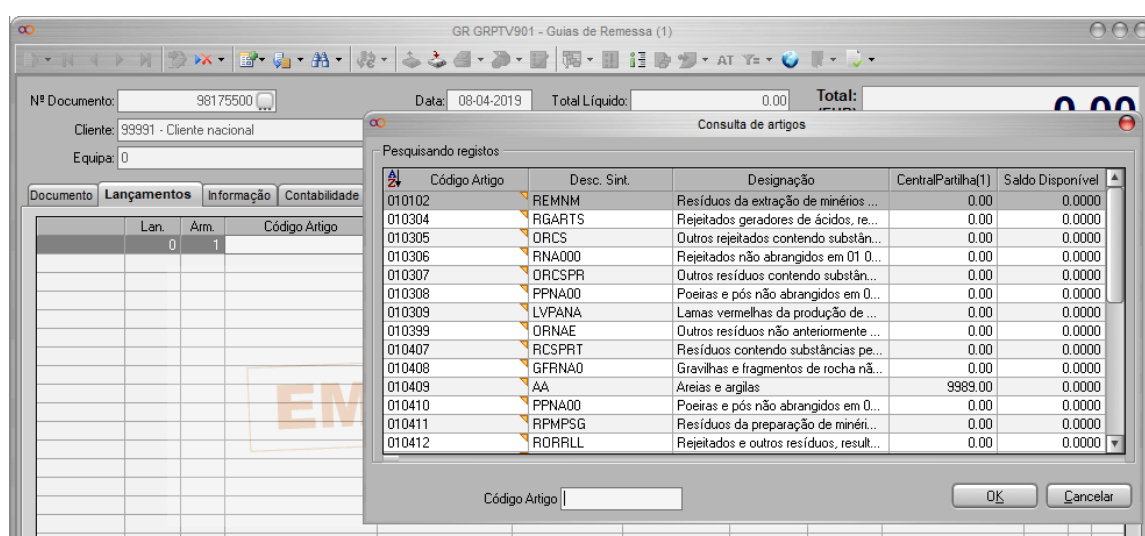 GR GRPTV901 - Guias de Remessa (1)
AT
Nª Documento: 98175500 Data: 08-04-2019 Total Líquido: 0.00 Total:
Cliente: 99991 - Cliente nacional
Equipa: 0
Documento Lançamentos Informação Contabilidade
Lan. Arm. Código Artigo
0 1
EM
Consulta de artigos
Pesquisando registos
Código Artigo Desc. Sint. Designação CentralPartilha(1) Saldo Disponível
010102 REMNM Resíduos da extração de minérios ... 0.00 0.0000
010304 RGARTS Rejeitados geradores de ácidos, re... 0.00 0.0000
010305 ORCS Outros rejeitados contendo substân... 0.00 0.0000
010306 RNA000 Rejeitados não abrangidos em 01 0... 0.00 0.0000
010307 ORCSPR Outros resíduos contendo substân... 0.00 0.0000
010308 PPNA00 Poeiras e pós não abrangidos em 0... 0.00 0.0000
010309 LVPANA Lamas vermelhas da produção de ... 0.00 0.0000
010399 ORNAE Outros resíduos não anteriormente ... 0.00 0.0000
010407 RCSPRT Resíduos contendo substâncias pe... 0.00 0.0000
010408 GFRNA0 Gravilhas e fragmentos de rocha nã... 0.00 0.0000
010409 AA Areias e argilas 9989.00 0.0000
010410 PPNA00 Poeiras e pós não abrangidos em 0... 0.00 0.0000
010411 RPMPSG Resíduos da preparação de minéri... 0.00 0.0000
010412 RORRLL Rejeitados e outros resíduos, result... 0.00 0.0000
Código Artigo
OK Cancelar